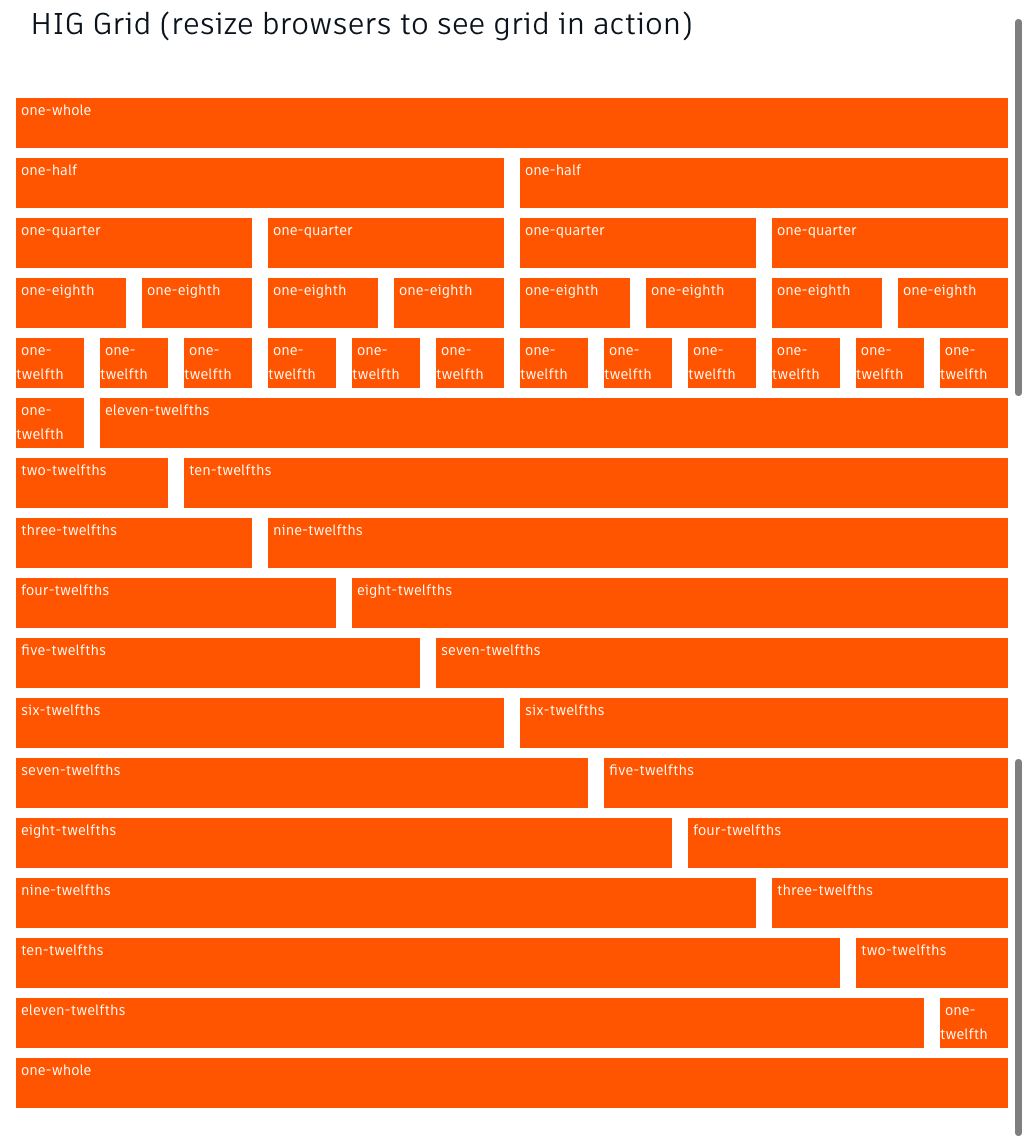 HIG Grid (resize browsers to see grid in action)
one-whole
one-half one-half
one-quarter one-quarter one-quarter one-quarter
one-eighth one-eighth one-eighth one-eighth one-eighth one-eighth one-eighth one-eighth
one- one- one- one- one- one- one- one- one- one- one- one-
twelfth twelfth twelfth twelfth twelfth twelfth twelfth twelfth twelfth twelfth twelfth twelfth
one- eleven-twelfths
twelfth
two-twelfths ten-twelfths
three-twelfths nine-twelfths
four-twelfths eight-twelfths
five-twelfths seven-twelfths
six-twelfths six-twelfths
seven-twelfths five-twelfths
eight-twelfths four-twelfths
nine-twelfths three-twelfths
ten-twelfths two-twelfths
eleven-twelfths one-
twelfth
one-whole